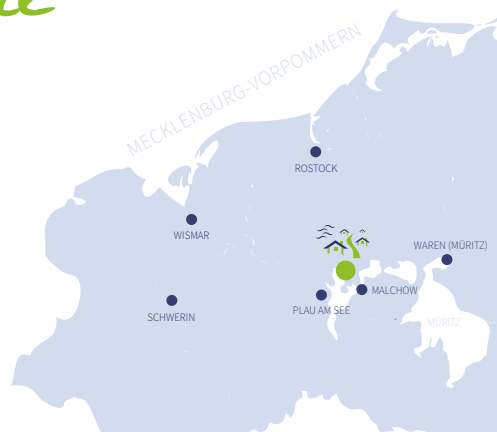 MECKLENBURG-VORPOMMERN
ROSTOCK
WISMAR
WAREN (MÜRITZ)
MALCHOW
PLAU AM SEE
SCHWERIN
MÜRITZ